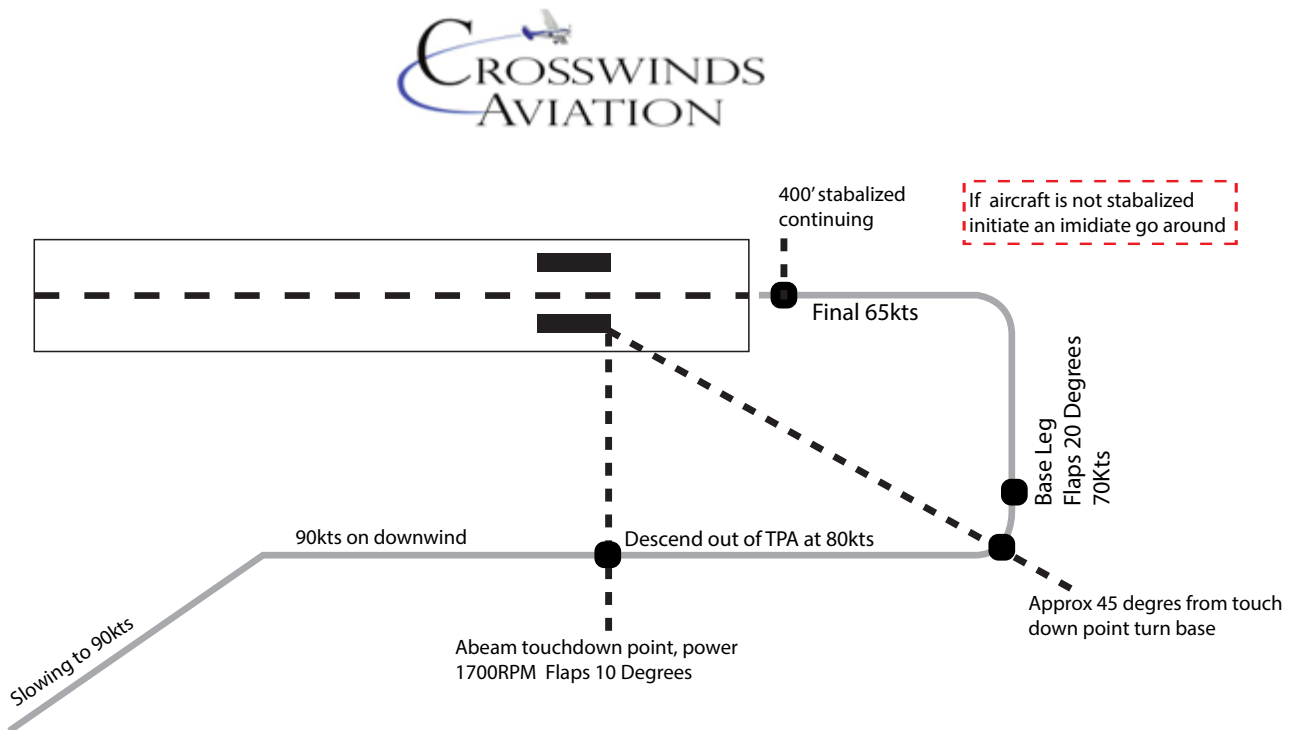 CROSSWINDS
AVIATION
400' stabalized
continuing
If aircraft is not stabalized
initiate an imidiate go around
Final 65kts
Base Leg
Flaps 20 Degrees
70Kts
90kts on downwind
Descend out of TPA at 80kts
Slowing to 90kts
Abeam touchdown point, power
1700RPM Flaps 10 Degrees
Approx 45 degres from touch
down point turn base